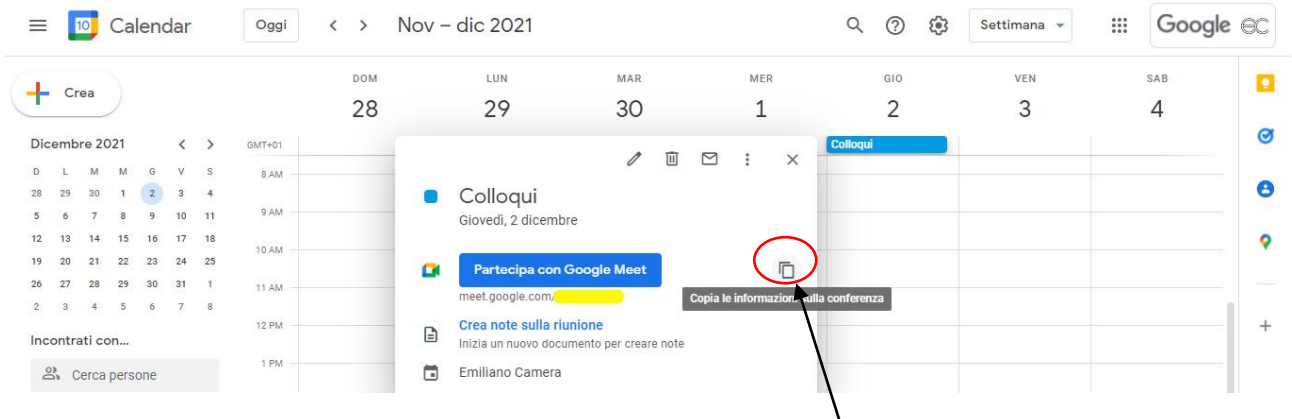 10 Calendar Oggi Nov – dic 2021 Settimana Google ec
Crea
DOM LUN MAR MER GIO VEN SAB
28 29 30 1 2 3 4
Dicembre 2021
GMT+01
Colloqui
D L M M G V S
28 29 30 1 2 3 4
5 6 7 8 9 10 11
12 13 14 15 16 17 18
19 20 21 22 23 24 25
26 27 28 29 30 31 1
2 3 4 5 6 7 8
8 AM
9 AM
10 AM
11 AM
12 PM
1 PM
Colloqui
Giovedì, 2 dicembre
Partecipa con Google Meet
meet.google.com/
Copia le informazioni sulla conferenza
Crea note sulla riunione
Inizia un nuovo documento per creare note
Emiliano Camera
Incontrati con...
Cerca persone